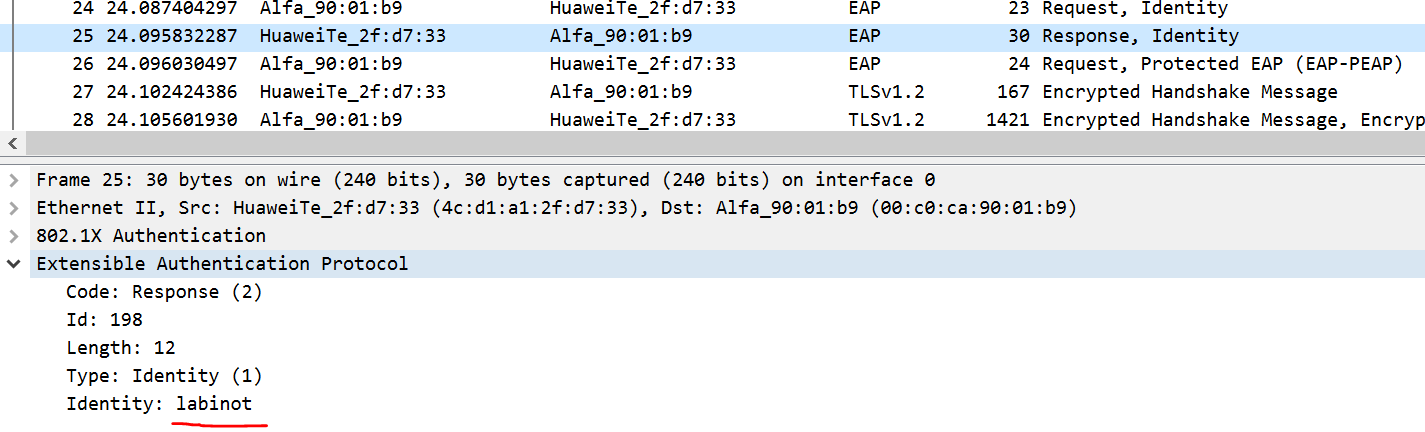 24 24.087404297 Alfa_90:01:b9 HuaweiTe_2f:d7:33 EAP 23 Request, Identity
25 24.095832287 HuaweiTe_2f:d7:33 Alfa_90:01:b9 EAP 30 Response, Identity
26 24.096030497 Alfa_90:01:b9 HuaweiTe_2f:d7:33 EAP 24 Request, Protected EAP (EAP-PEAP)
27 24.102424386 HuaweiTe_2f:d7:33 Alfa_90:01:b9 TLSv1.2 167 Encrypted Handshake Message
28 24.105601930 Alfa_90:01:b9 HuaweiTe_2f:d7:33 TLSv1.2 1421 Encrypted Handshake Message, Encryp
Frame 25: 30 bytes on wire (240 bits), 30 bytes captured (240 bits) on interface 0
Ethernet II, Src: HuaweiTe_2f:d7:33 (4c:d1:a1:2f:d7:33), Dst: Alfa_90:01:b9 (00:c0:ca:90:01:b9)
802.1X Authentication
Extensible Authentication Protocol
Code: Response (2)
Id: 198
Length: 12
Type: Identity (1)
Identity: labinot